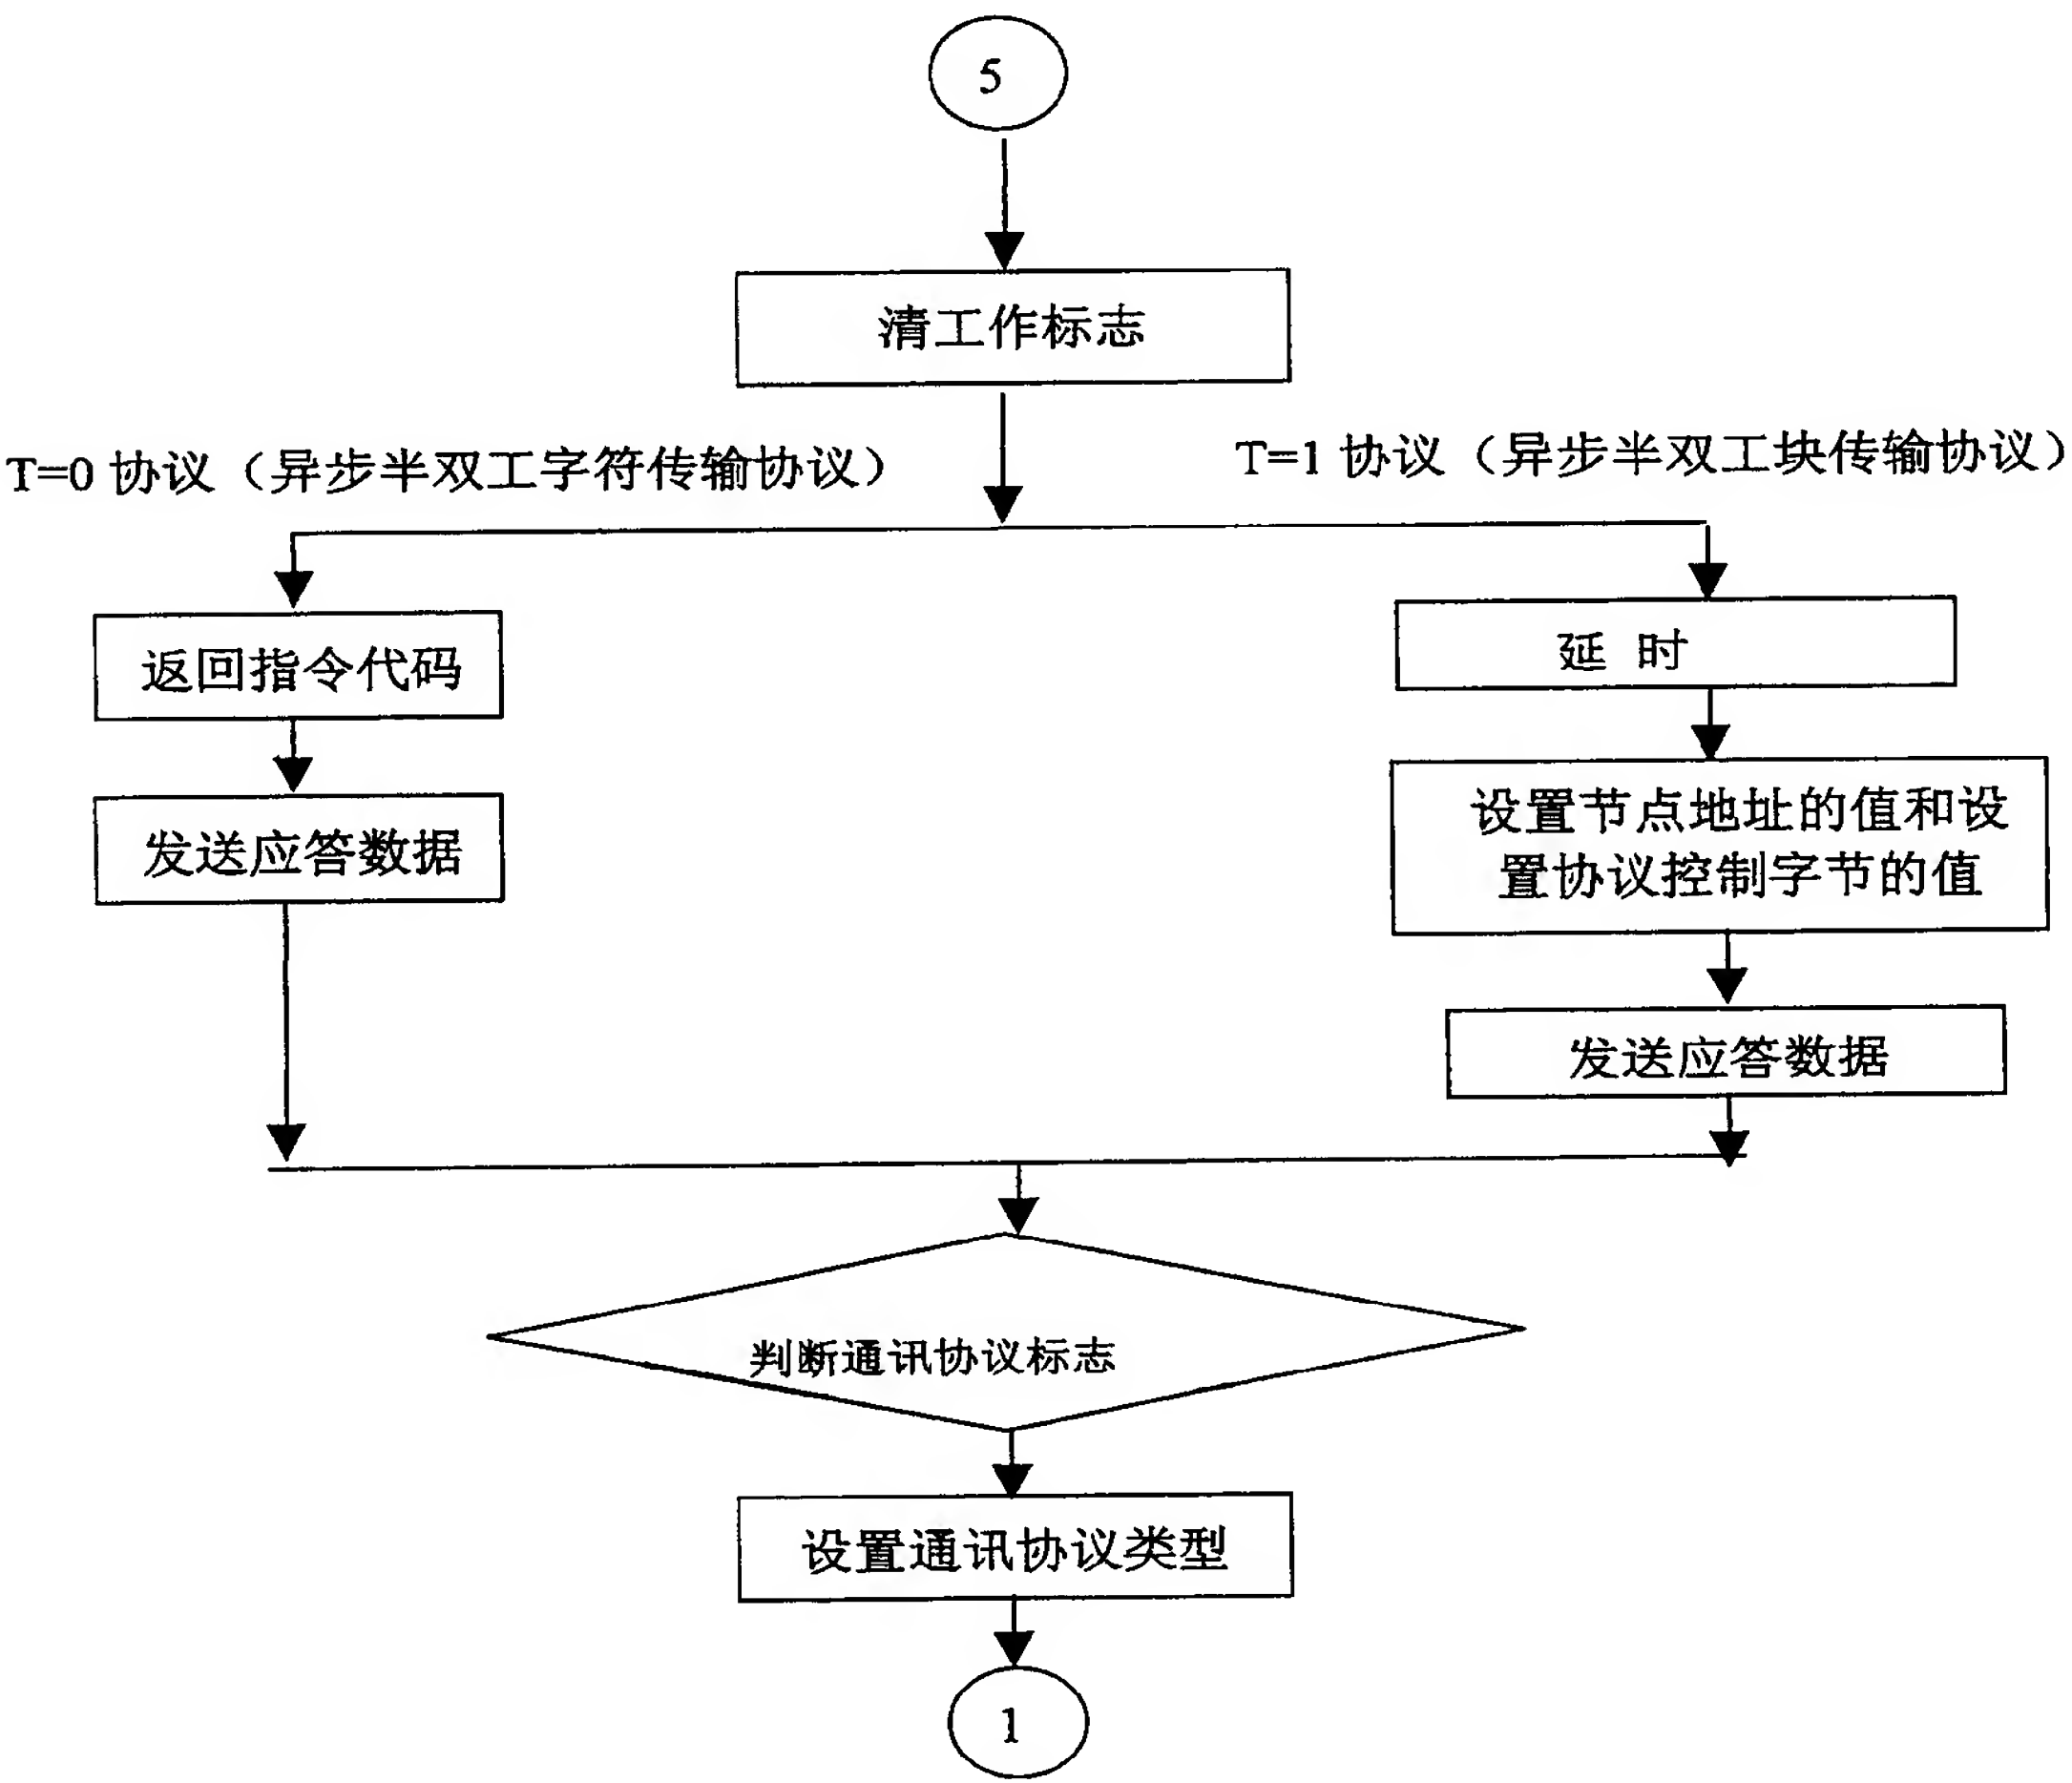 5
清工作标志
T=0 协议（异步半双工字符传输协议）
T=1 协议（异步半双工块传输协议）
返回指令代码
延 时
发送应答数据
设置节点地址的值和设
置协议控制字节的值
发送应答数据
判断通讯协议标志
设置通讯协议类型
1